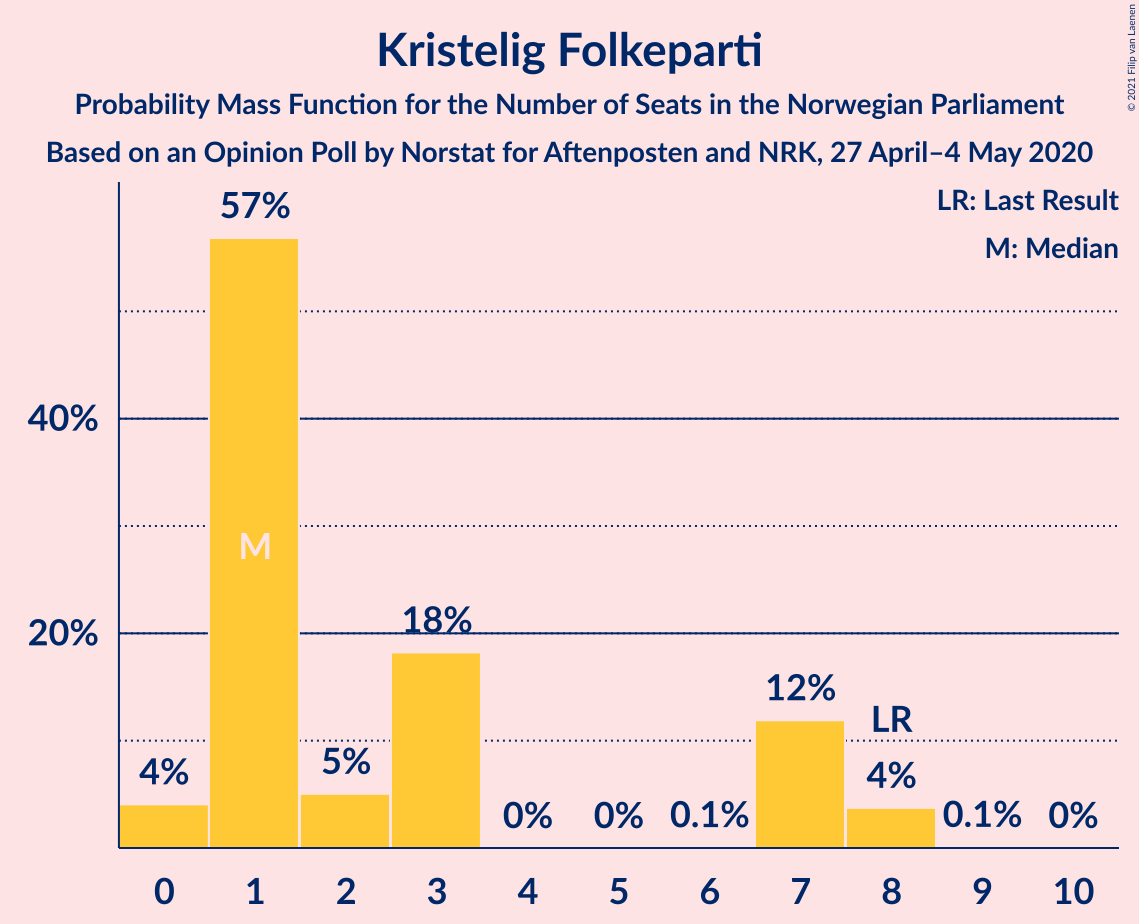 Kristelig Folkeparti
Probability Mass Function for the Number of Seats in the Norwegian Parliament
Based on an Opinion Poll by Norstat for Aftenposten and NRK, 27 April–4 May 2020
© 2021 Filip van Laenen
LR: Last Result
M: Median
57%
40%
M
20%
18%
12%
LR
4%
5%
4%
0%
0%
0.1%
0.1%
0%
0 1 2 3 4 5 6 7 8 9 10